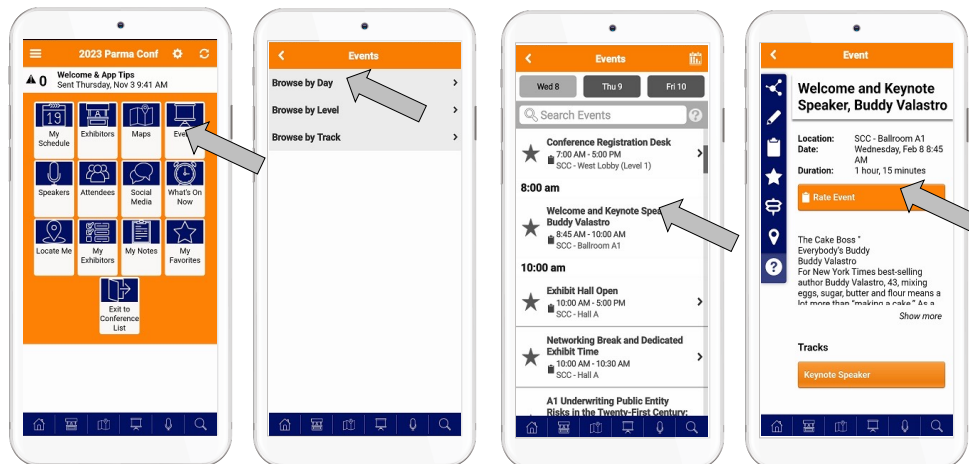 2023 Parma Conf
0
Welcome & App Tips
Sent Thursday, Nov 3 9:41 AM
19
My Schedule
Exhibitors
Maps
Speakers
Attendees
Social Media
What's On Now
Locate Me
My Exhibitors
My Notes
My Favorites
Exit to Conference List
Events
Browse by Day
Browse by Level
Browse by Track
Events
Wed 8
Thu 9
Fri 10
Search Events
?
Conference Registration Desk
7:00 AM - 5:00 PM
SCC - West Lobby (Level 1)
8:00 am
Welcome and Keynote
Buddy Valastro
8:45 AM - 10:00 AM
SCC - Ballroom A1
10:00 am
Exhibit Hall Open
10:00 AM - 5:00 PM
SCC - Hall A
Networking Break and Dedicated
Exhibit Time
10:00 AM - 10:30 AM
SCC - Hall A
A1 Underwriting Public Entity
Risks in the Twenty-First Century:
Event
Welcome and Keynote
Speaker, Buddy Valastro
Location: SCC - Ballroom A1
Date: Wednesday, Feb 8 8:45
AM
Duration: 1 hour, 15 minutes
Rate Event
?
The Cake Boss "
Everybody's Buddy
Buddy Valastro
For New York Times best-selling
author Buddy Valastro, 43, mixing
eggs, sugar, butter and flour means a
lot more than "making a cake." As a
Show more
Tracks
Keynote Speaker